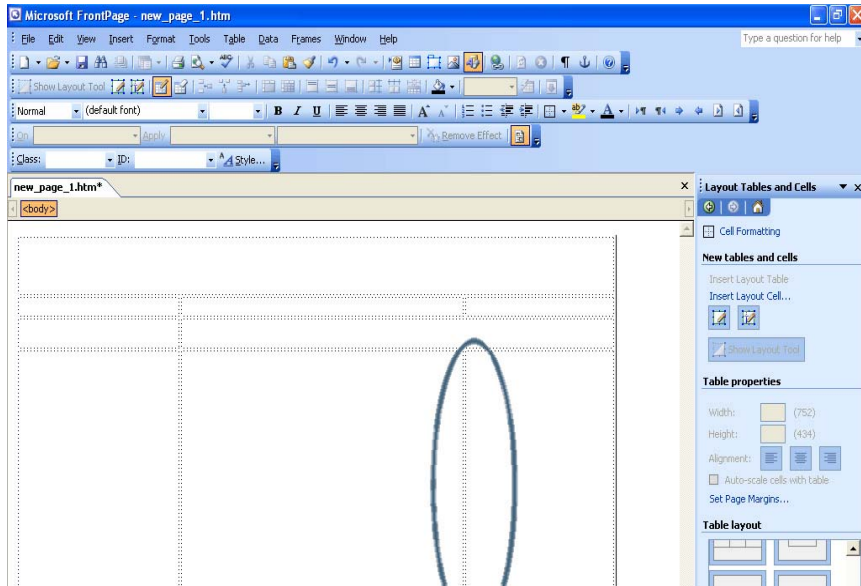 Microsoft FrontPage - new_page_1.htm
File Edit View Insert Format Tools Table Data Frames Window Help
Type a question for help
Show Layout Tool
Normal (default font) B I U A A A
On Apply Remove Effect
Class: ID: Style...
new_page_1.htm*
<body>
Layout Tables and Cells
Cell Formatting
New tables and cells
Insert Layout Table
Insert Layout Cell...
Show Layout Tool
Table properties
Width: (752)
Height: (434)
Alignment:
Auto-scale cells with table
Set Page Margins...
Table layout